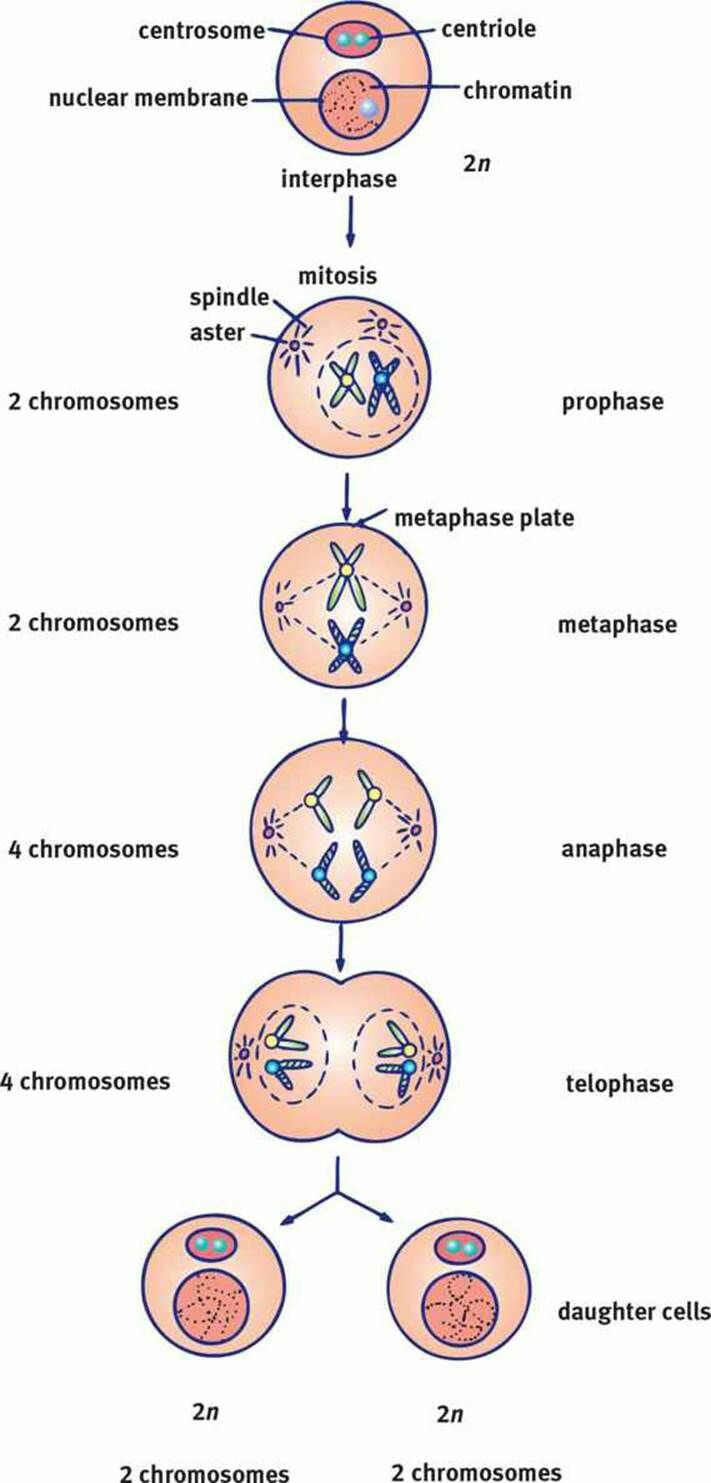 centrosome
centriole
nuclear membrane
chromatin
interphase
2n
mitosis
spindle
aster
2 chromosomes
prophase
metaphase plate
2 chromosomes
metaphase
4 chromosomes
anaphase
4 chromosomes
telophase
daughter cells
2n
2n
2 chromosomes
2 chromosomes